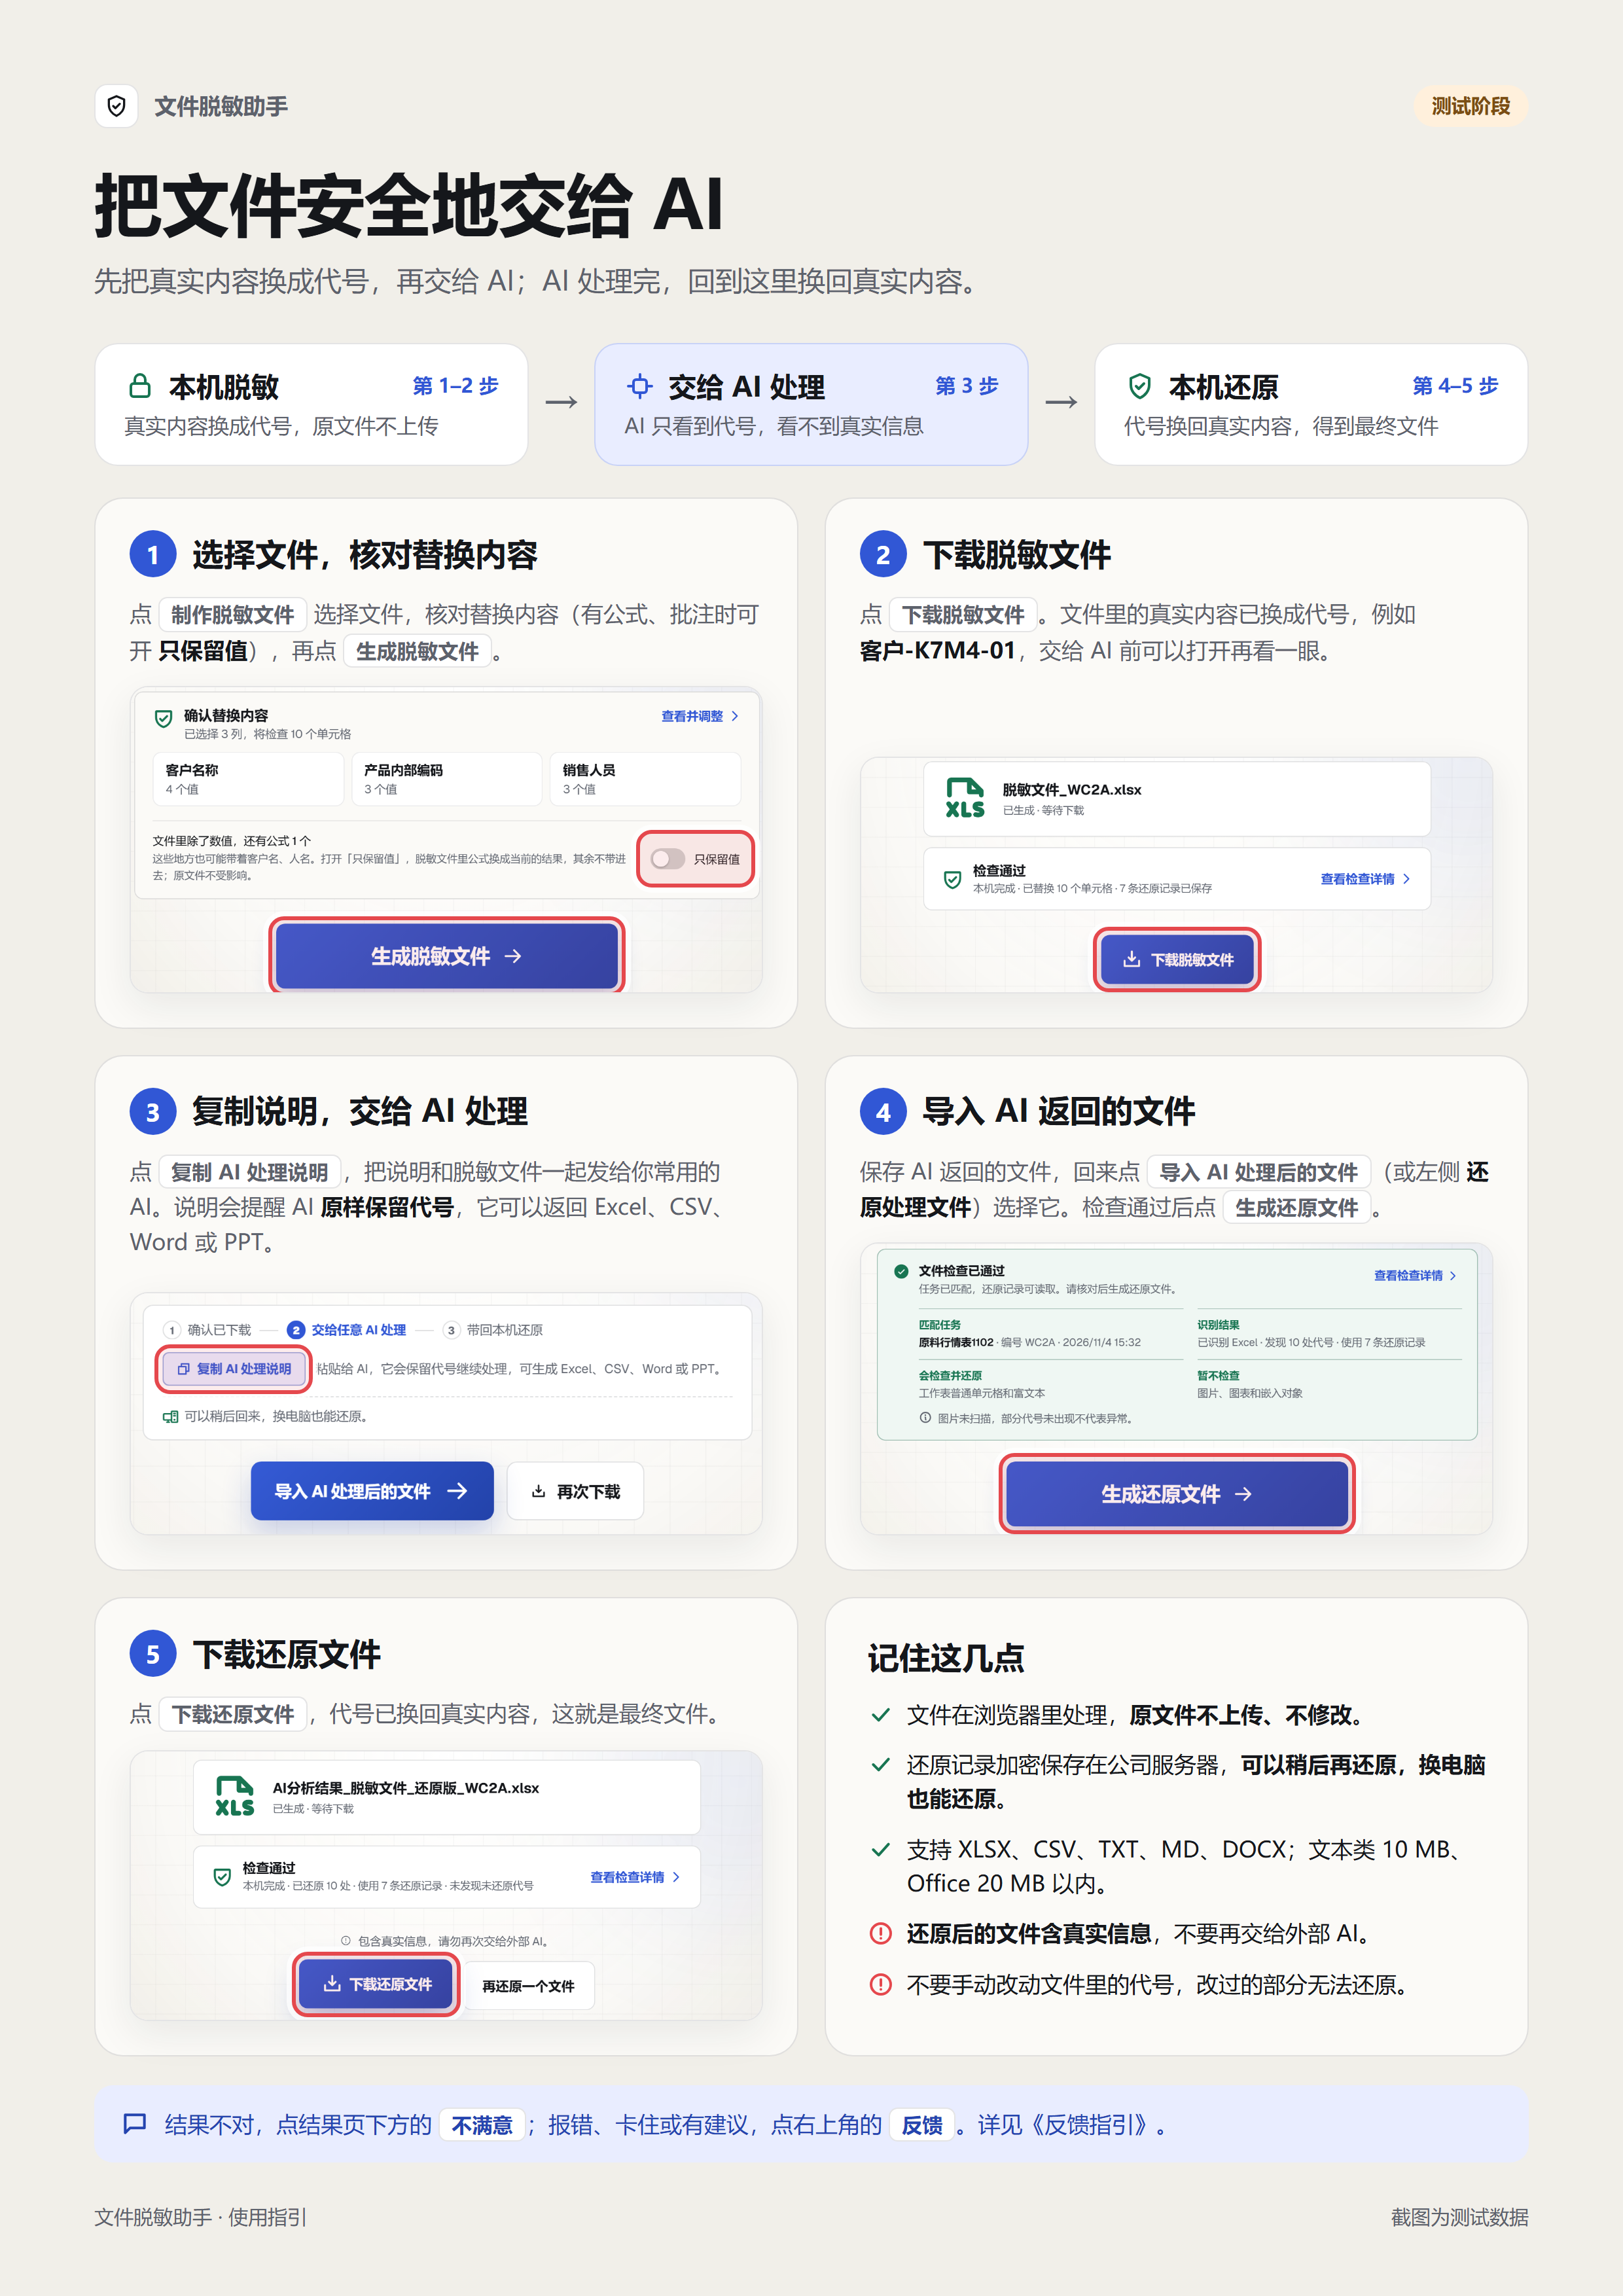 文件脱敏助手
测试阶段
把文件安全地交给 AI
先把真实内容换成代号，再交给 AI；AI 处理完，回到这里换回真实内容。
本机脱敏 第 1–2 步
真实内容换成代号，原文件不上传
→
交给 AI 处理 第 3 步
AI 只看到代号，看不到真实信息
→
本机还原 第 4–5 步
代号换回真实内容，得到最终文件
1 选择文件，核对替换内容
点 制作脱敏文件 选择文件，核对替换内容（有公式、批注时可
开 只保留值），再点 生成脱敏文件。
确认替换内容 查看并调整
已选择 3 列，将检查 10 个单元格
客户名称
4 个值
产品内部编码
3 个值
销售人员
3 个值
文件里除了数值，还有公式 1 个
这些地方也可能带着客户名、人名。打开「只保留值」，脱敏文件里公式换成当前的结果，其余不带进
去；原文件不受影响。
只保留值
生成脱敏文件 →
2 下载脱敏文件
点 下载脱敏文件。文件里的真实内容已换成代号，例如
客户-K7M4-01，交给 AI 前可以打开再看一眼。
XLS
脱敏文件_WC2A.xlsx
已生成 · 等待下载
检查通过
本机完成 · 已替换 10 个单元格 · 7 条还原记录已保存
查看检查详情
下载脱敏文件
3 复制说明，交给 AI 处理
点 复制 AI 处理说明，把说明和脱敏文件一起发给你常用的
AI。说明会提醒 AI 原样保留代号，它可以返回 Excel、CSV、
Word 或 PPT。
1 确认已下载 2 交给任意 AI 处理 3 带回本机还原
复制 AI 处理说明 粘贴给 AI，它会保留代号继续处理，可生成 Excel、CSV、Word 或 PPT。
可以稍后回来，换电脑也能还原。
导入 AI 处理后的文件 → 再次下载
4 导入 AI 返回的文件
保存 AI 返回的文件，回来点 导入 AI 处理后的文件（或左侧 还
原处理文件）选择它。检查通过后点 生成还原文件。
文件检查已通过 查看检查详情
任务已匹配，还原记录可读取。请核对后生成还原文件。
匹配任务
原料行情表1102 · 编号 WC2A · 2026/11/4 15:32
识别结果
已识别 Excel · 发现 10 处代号 · 使用 7 条还原记录
会检查并还原
工作表普通单元格和富文本
暂不检查
图片、图表和嵌入对象
图片未扫描，部分代号未出现不代表异常。
生成还原文件 →
5 下载还原文件
点 下载还原文件，代号已换回真实内容，这就是最终文件。
XLS
AI分析结果_脱敏文件_还原版_WC2A.xlsx
已生成 · 等待下载
检查通过
本机完成 · 已还原 10 处 · 使用 7 条还原记录 · 未发现未还原代号
查看检查详情
包含真实信息，请勿再次交给外部 AI。
下载还原文件 再还原一个文件
记住这几点
文件在浏览器里处理，原文件不上传、不修改。
还原记录加密保存在公司服务器，可以稍后再还原，换电脑
也能还原。
支持 XLSX、CSV、TXT、MD、DOCX；文本类 10 MB、
Office 20 MB 以内。
还原后的文件含真实信息，不要再交给外部 AI。
不要手动改动文件里的代号，改过的部分无法还原。
结果不对，点结果页下方的 不满意；报错、卡住或有建议，点右上角的 反馈。详见《反馈指引》。
文件脱敏助手 · 使用指引
截图为测试数据